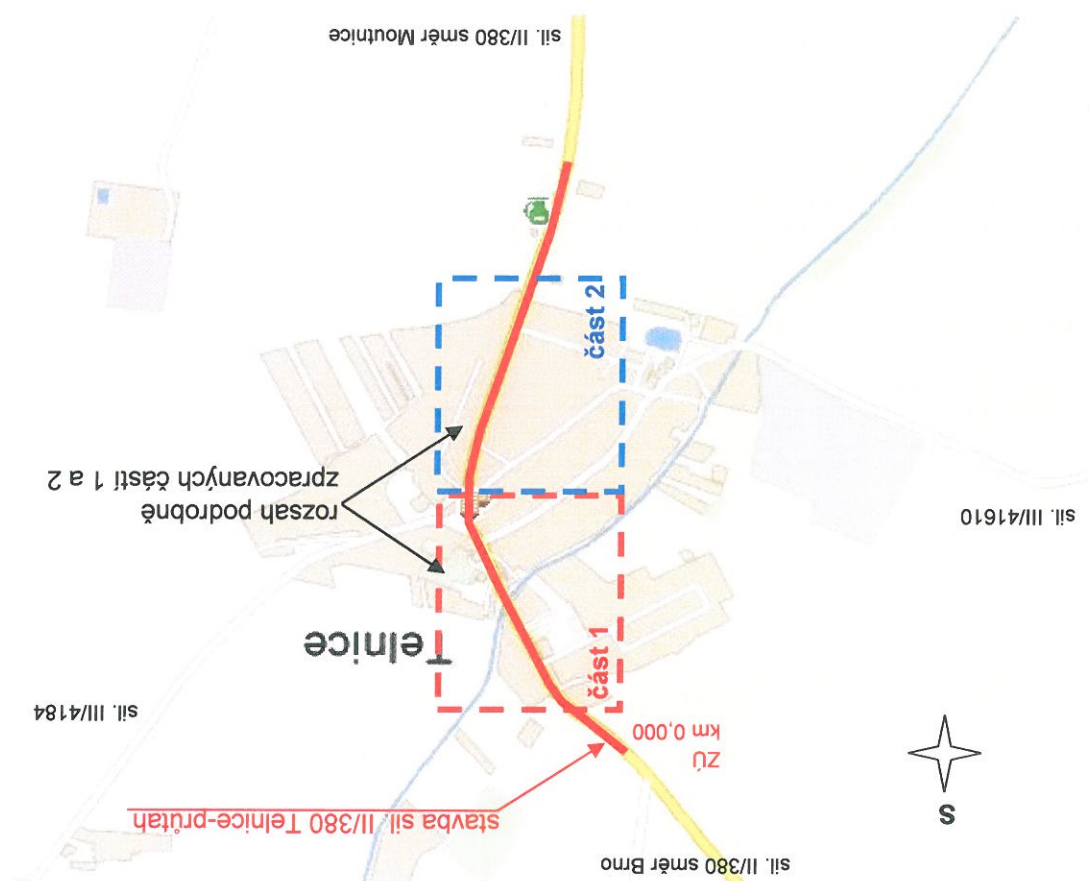 sil. II/380 směr Brno
stavba sil. II/380 Telnice-průtah
S
ZÚ
km 0,000
sil. III/4184
část 1
Telnice
sil. III/41610
rozsah podrobně
zpracovaných částí 1 a 2
část 2
sil. II/380 směr Moutnice